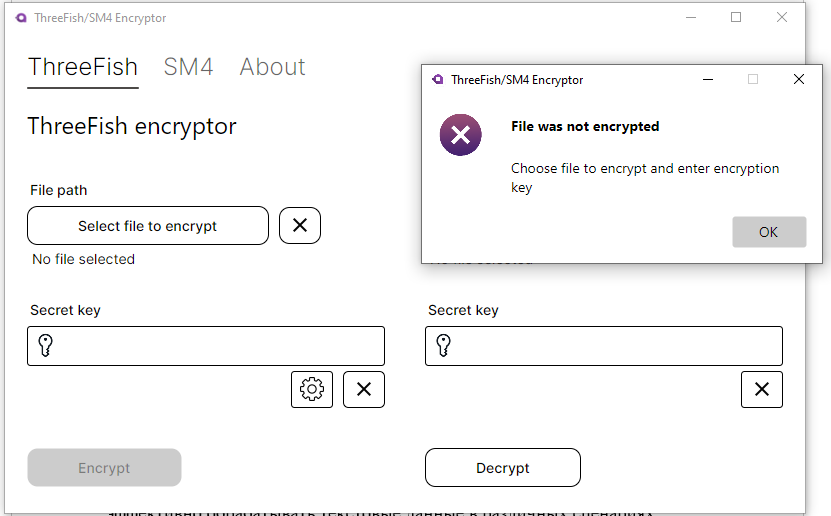 ThreeFish/SM4 Encryptor
ThreeFish SM4 About
ThreeFish encryptor
File path
Select file to encrypt
No file selected
Secret key
Encrypt
ThreeFish/SM4 Encryptor
File was not encrypted
Choose file to encrypt and enter encryption
key
OK
Secret key
Decrypt